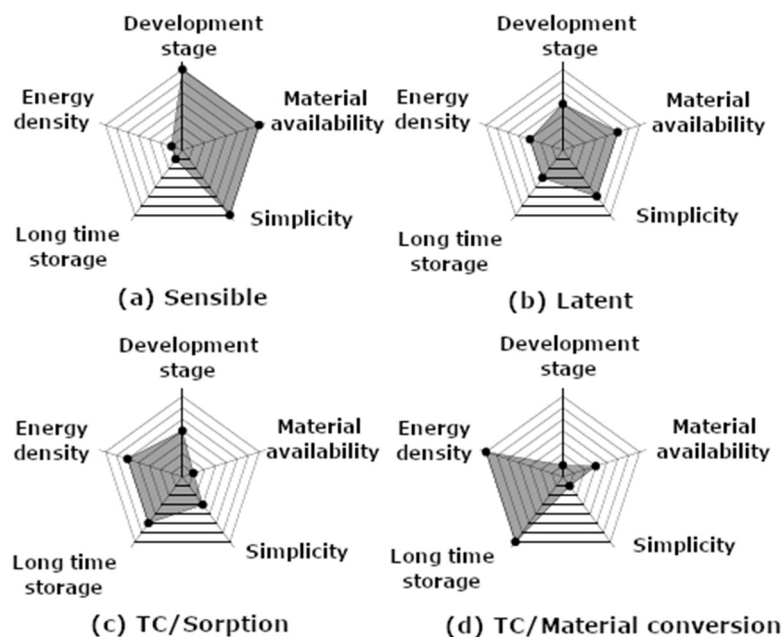 Development
stage
Energy
density
Material
availability
Long time
storage
Simplicity
(a) Sensible
Development
stage
Energy
density
Material
availability
Long time
storage
Simplicity
(b) Latent
Development
stage
Energy
density
Material
availability
Long time
storage
Simplicity
(c) TC/Sorption
Development
stage
Energy
density
Material
availability
Long time
storage
Simplicity
(d) TC/Material conversion